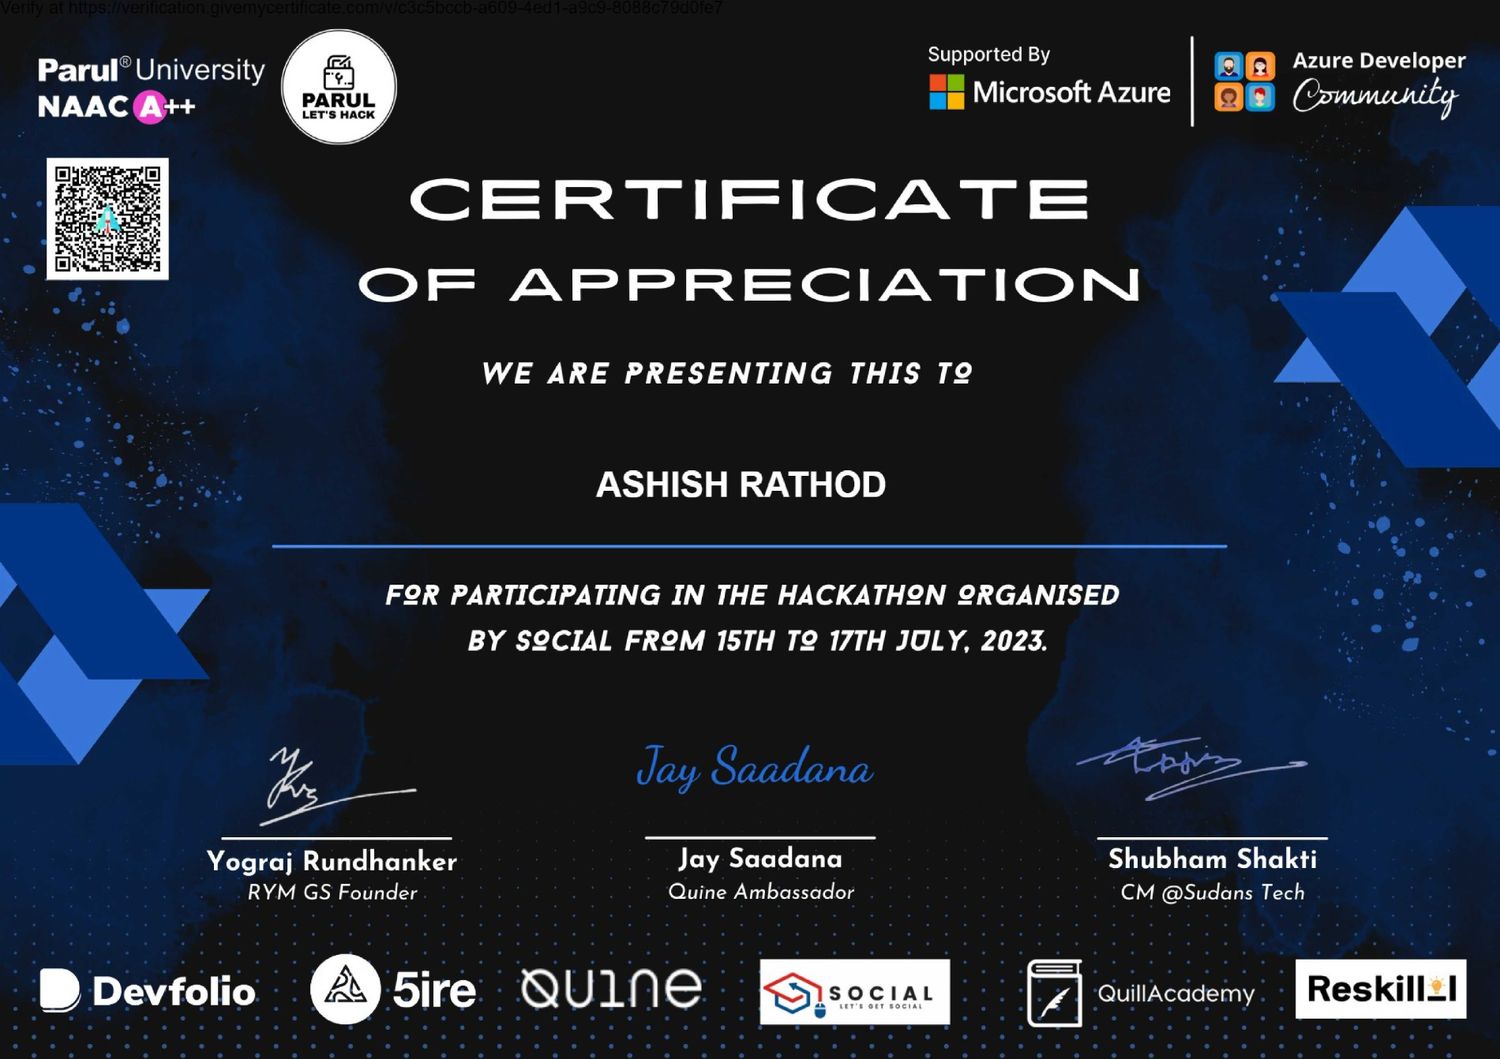 Verify at https://verification.givemycertificate.com/v/c3c5bccb-a609-4ed1-a9c9-8088c79d0fe7
Parul® University
NAAC A++
PARUL
LET'S HACK
Supported By
Microsoft Azure
Azure Developer
Community
CERTIFICATE
OF APPRECIATION
WE ARE PRESENTING THIS TO
ASHISH RATHOD
FOR PARTICIPATING IN THE HACKATHON ORGANISED
BY SOCIAL FROM 15TH TO 17TH JULY, 2023.
Jay Saadana
Yograj Rundhanker
RYM GS Founder
Jay Saadana
Quine Ambassador
Shubham Shakti
CM @Sudans Tech
Devfolio
5ire
QUINE
SOCIAL
LET'S GET SOCIAL
QuillAcademy
Reskilll